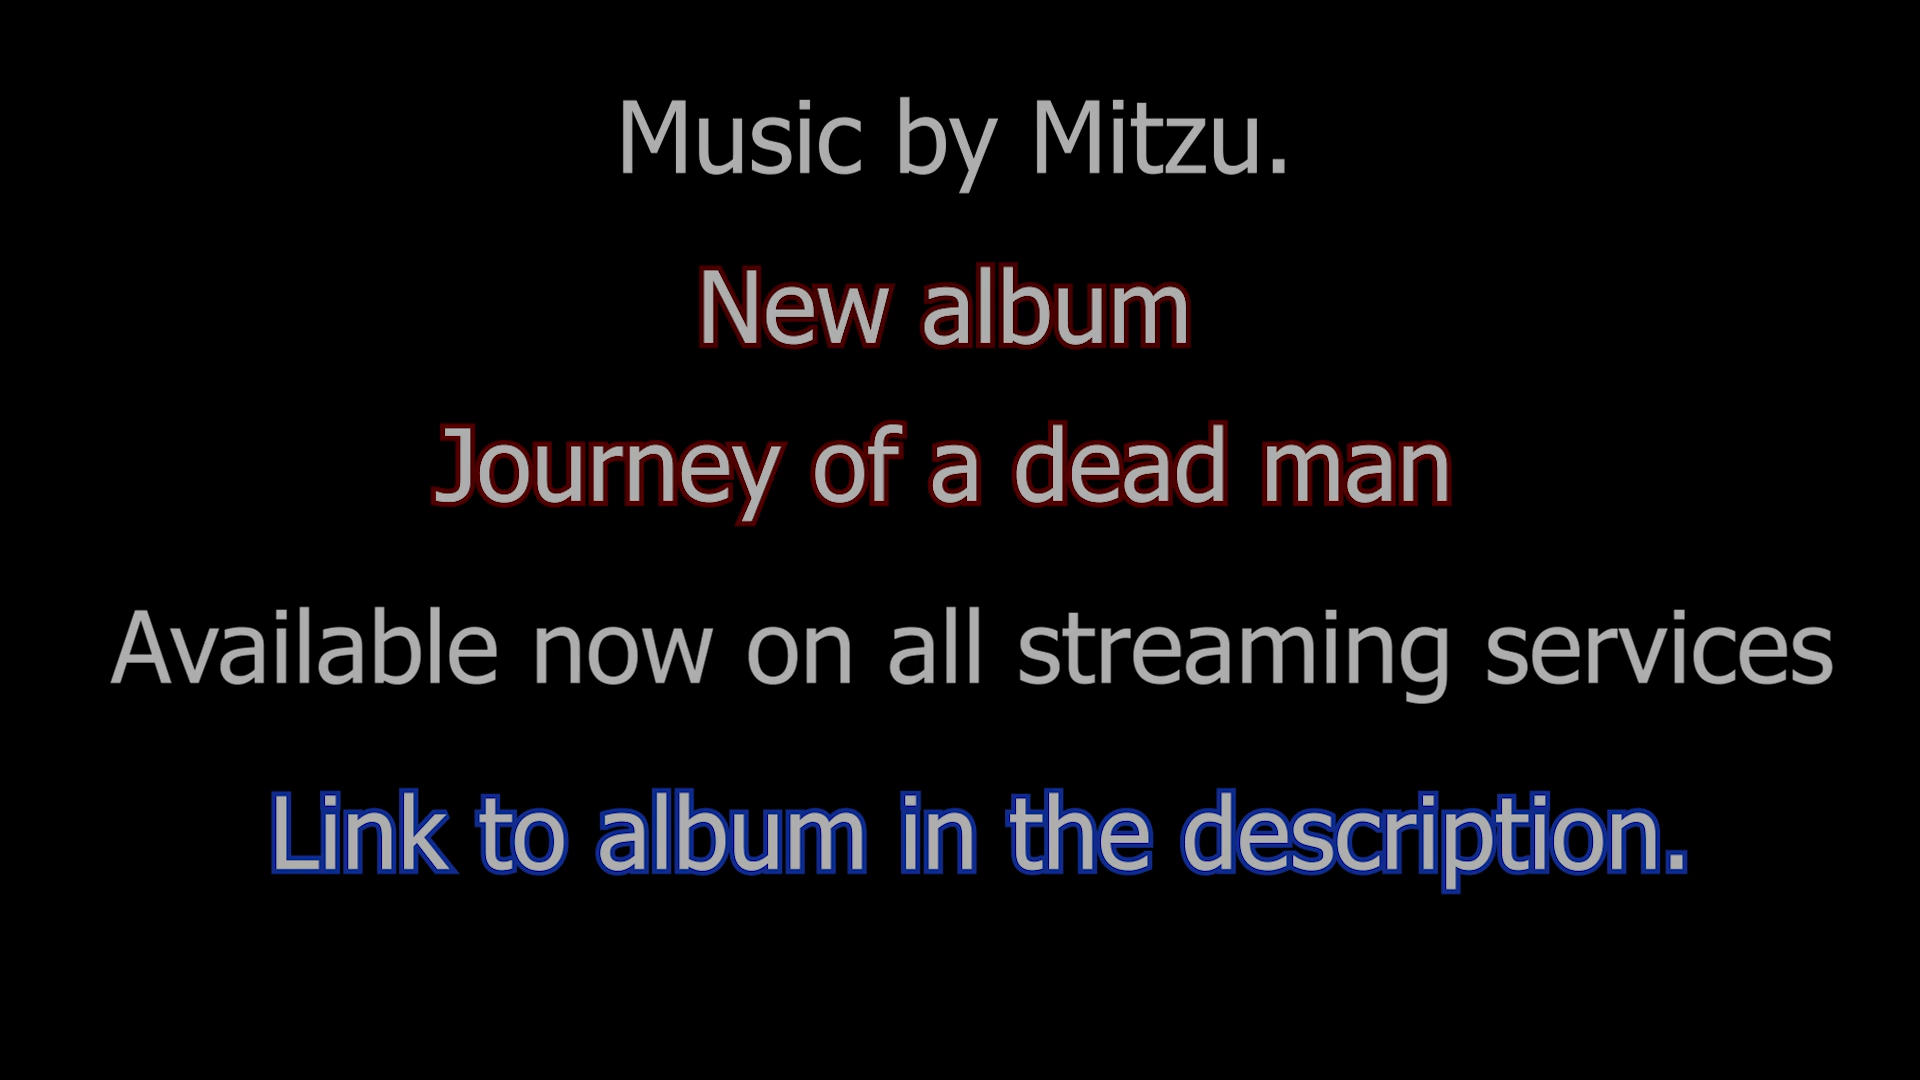 Music by Mitzu.
New album
Journey of a dead man
Available now on all streaming services
Link to album in the description.